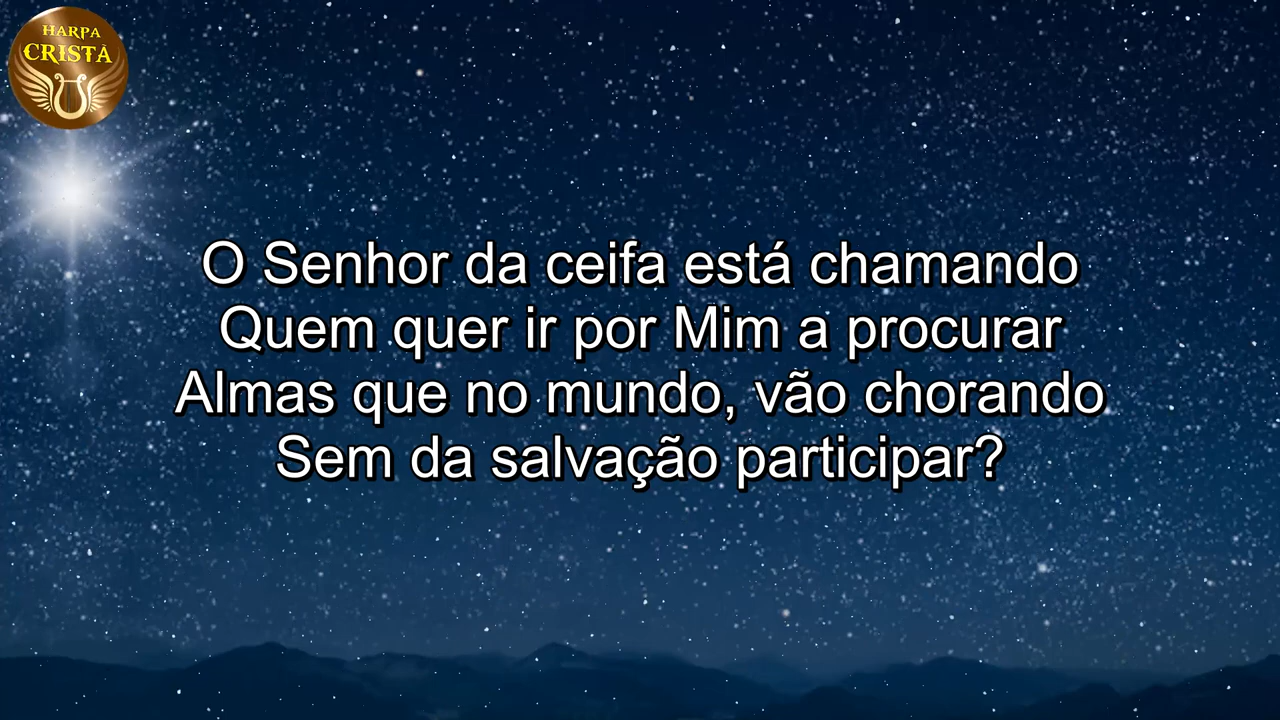 HARPA
CRISTÃ
O Senhor da ceifa está chamando
Quem quer ir por Mim a procurar
Almas que no mundo, vão chorando
Sem da salvação participar?